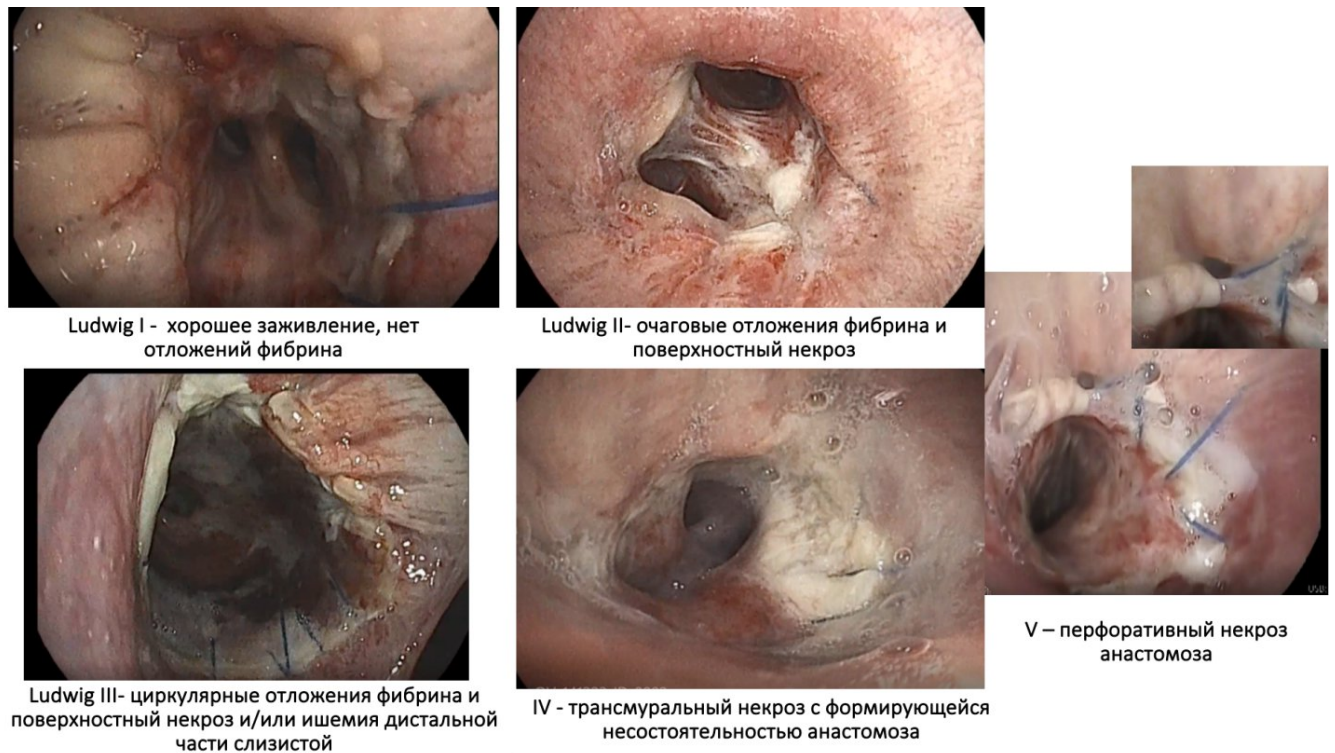 Ludwig I - хорошее заживление, нет
отложений фибрина
Ludwig II- очаговые отложения фибрина и
поверхностный некроз
Ludwig III- циркулярные отложения фибрина и
поверхностный некроз и/или ишемия дистальной
части слизистой
IV - трансмуральный некроз с формирующейся
несостоятельностью анастомоза
V – перфоративный некроз
анастомоза